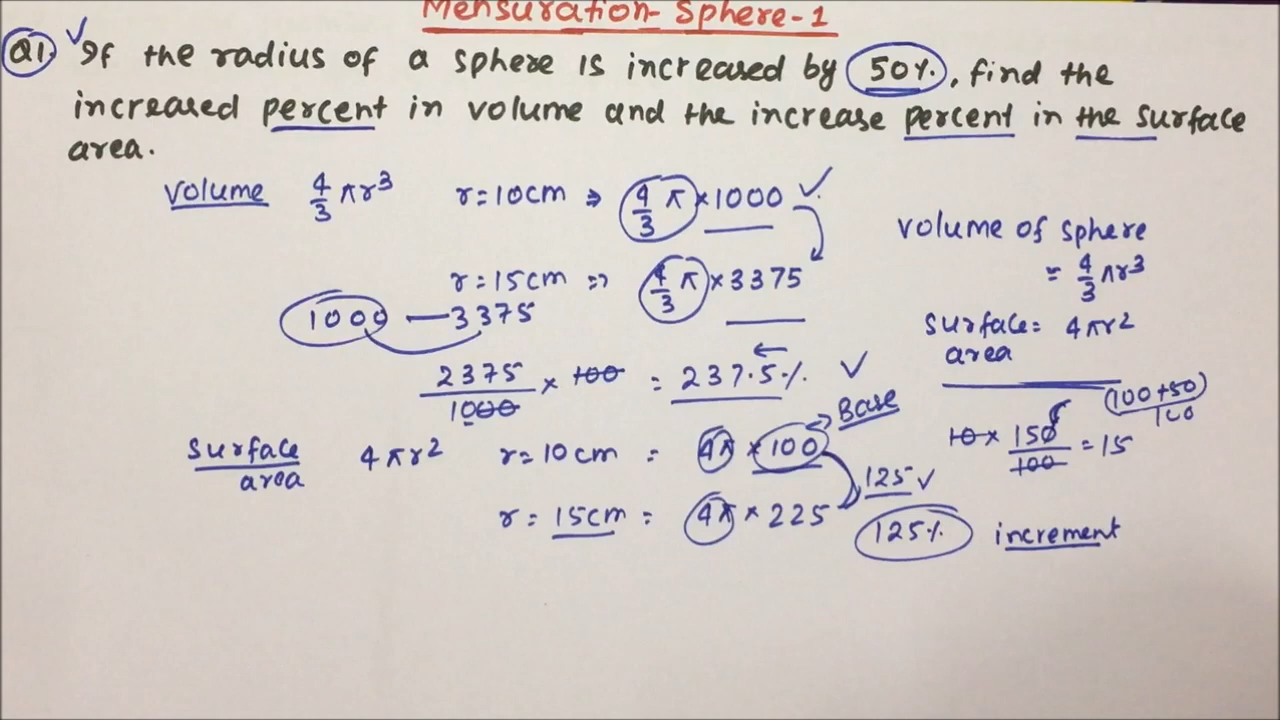 Mensuration- Sphere-1
Q1. If the radius of a sphere is increased by 50%, find the
increased percent in volume and the increase percent in the surface
area.
Volume 4/3 πr³ r=10cm ⇒ 4/3 π×1000 ✓
r=15cm ⇒ 4/3 π×3375
1000 — 3375
2375/1000 × 100 = 237.5% ✓
Surface area 4πr² r=10cm = 4π×100 → Base
r = 15cm = 4π×225
125 ✓
125% increment
Volume of sphere
= 4/3 πr³
Surface area = 4πr²
(100+50)/100
10×150/100 = 15